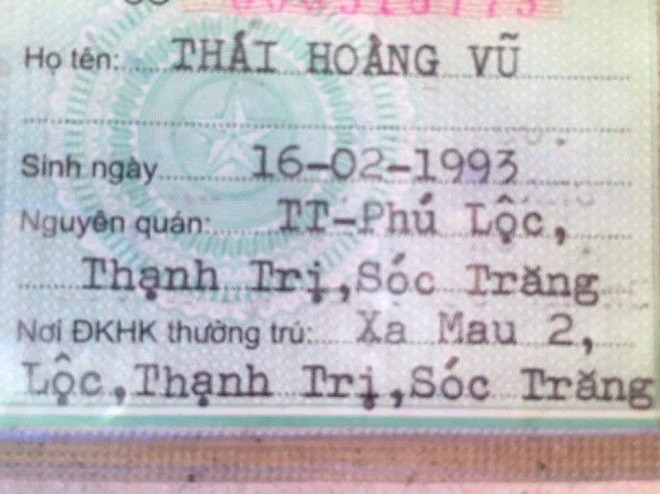 Họ tên: THÁI HOÀNG VŨ
Sinh ngày 16-02-1993
Nguyên quán: TT-Phú Lộc,
Thạnh Trị,Sóc Trăng
Nơi ĐKHK thường trú: Xa Mau 2,
Lộc,Thạnh Trị,Sóc Trăng